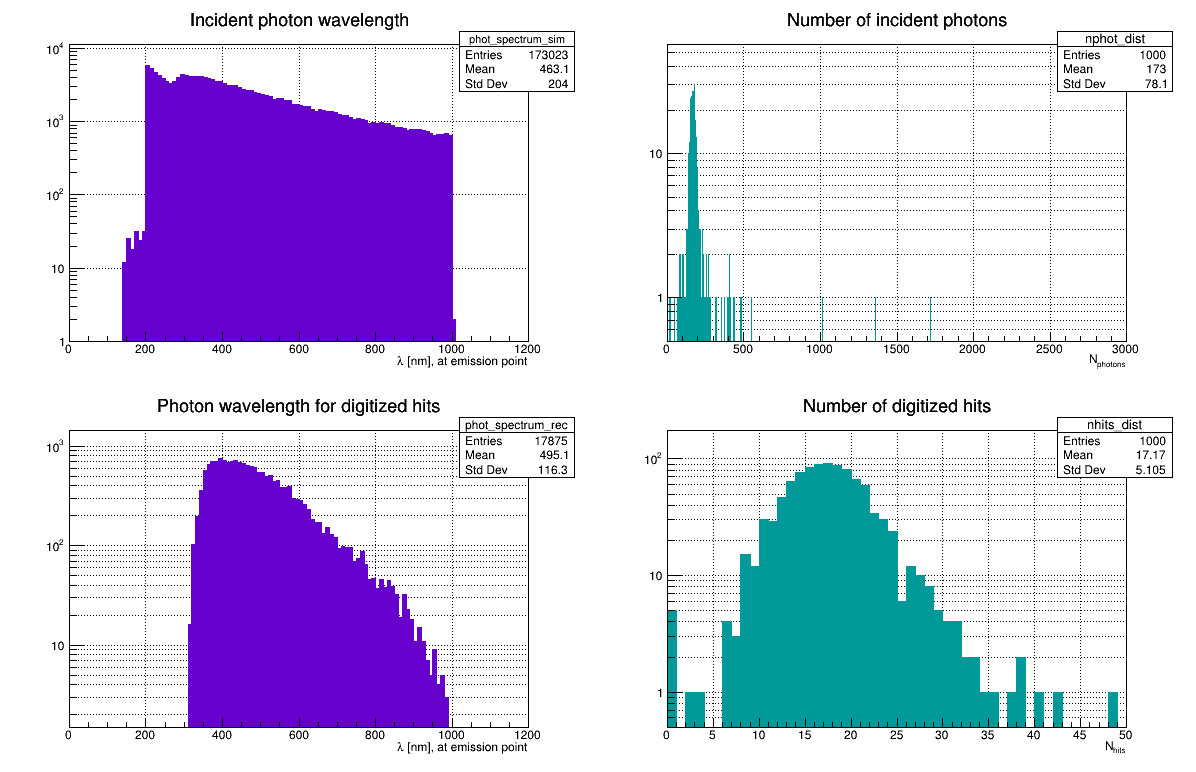 Incident photon wavelength
phot_spectrum_sim
Entries 173023
Mean 463.1
Std Dev 204
10^4
10^3
10^2
10
1
0 200 400 600 800 1000 1200
λ [nm], at emission point
Number of incident photons
nphot_dist
Entries 1000
Mean 173
Std Dev 78.1
10
1
0 500 1000 1500 2000 2500 3000
N_photons
Photon wavelength for digitized hits
phot_spectrum_rec
Entries 17875
Mean 495.1
Std Dev 116.3
10^3
10^2
10
0 200 400 600 800 1000 1200
λ [nm], at emission point
Number of digitized hits
nhits_dist
Entries 1000
Mean 17.17
Std Dev 5.105
10^2
10
1
0 5 10 15 20 25 30 35 40 45 50
N_hits